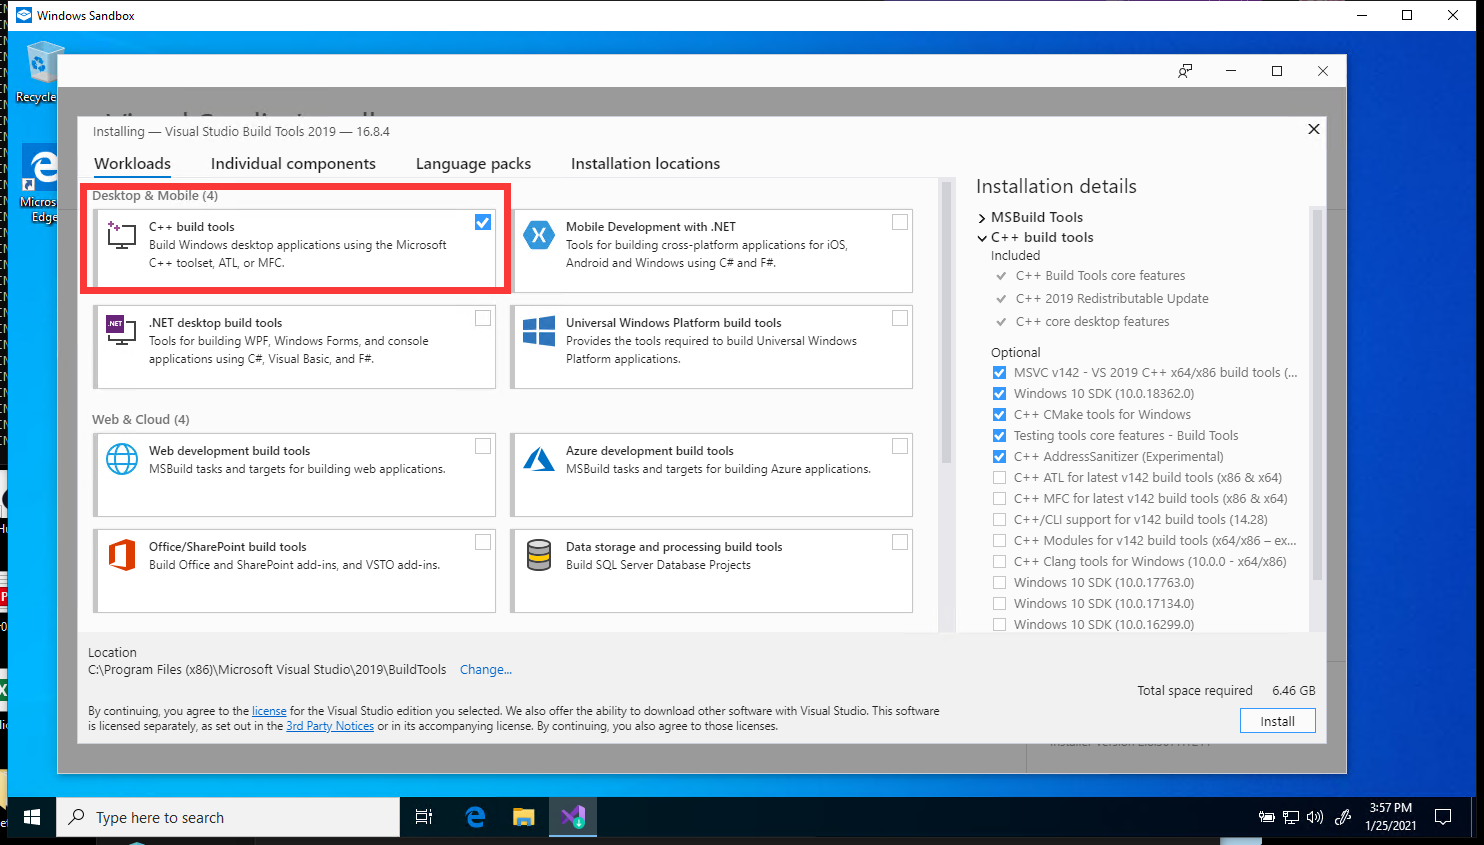 Windows Sandbox
Recycle
Micros
Edge
Installing — Visual Studio Build Tools 2019 — 16.8.4
Workloads
Individual components
Language packs
Installation locations
Desktop & Mobile (4)
C++ build tools
Build Windows desktop applications using the Microsoft
C++ toolset, ATL, or MFC.
Mobile Development with .NET
Tools for building cross-platform applications for iOS,
Android and Windows using C# and F#.
.NET
.NET desktop build tools
Tools for building WPF, Windows Forms, and console
applications using C#, Visual Basic, and F#.
Universal Windows Platform build tools
Provides the tools required to build Universal Windows
Platform applications.
Web & Cloud (4)
Web development build tools
MSBuild tasks and targets for building web applications.
Azure development build tools
MSBuild tasks and targets for building Azure applications.
Office/SharePoint build tools
Build Office and SharePoint add-ins, and VSTO add-ins.
Data storage and processing build tools
Build SQL Server Database Projects
Installation details
MSBuild Tools
C++ build tools
Included
C++ Build Tools core features
C++ 2019 Redistributable Update
C++ core desktop features
Optional
MSVC v142 - VS 2019 C++ x64/x86 build tools (...
Windows 10 SDK (10.0.18362.0)
C++ CMake tools for Windows
Testing tools core features - Build Tools
C++ AddressSanitizer (Experimental)
C++ ATL for latest v142 build tools (x86 & x64)
C++ MFC for latest v142 build tools (x86 & x64)
C++/CLI support for v142 build tools (14.28)
C++ Modules for v142 build tools (x64/x86 – ex...
C++ Clang tools for Windows (10.0.0 - x64/x86)
Windows 10 SDK (10.0.17763.0)
Windows 10 SDK (10.0.17134.0)
Windows 10 SDK (10.0.16299.0)
Location
C:\Program Files (x86)\Microsoft Visual Studio\2019\BuildTools Change...
Total space required 6.46 GB
By continuing, you agree to the license for the Visual Studio edition you selected. We also offer the ability to download other software with Visual Studio. This software
is licensed separately, as set out in the 3rd Party Notices or in its accompanying license. By continuing, you also agree to those licenses.
Install
Type here to search
3:57 PM
1/25/2021